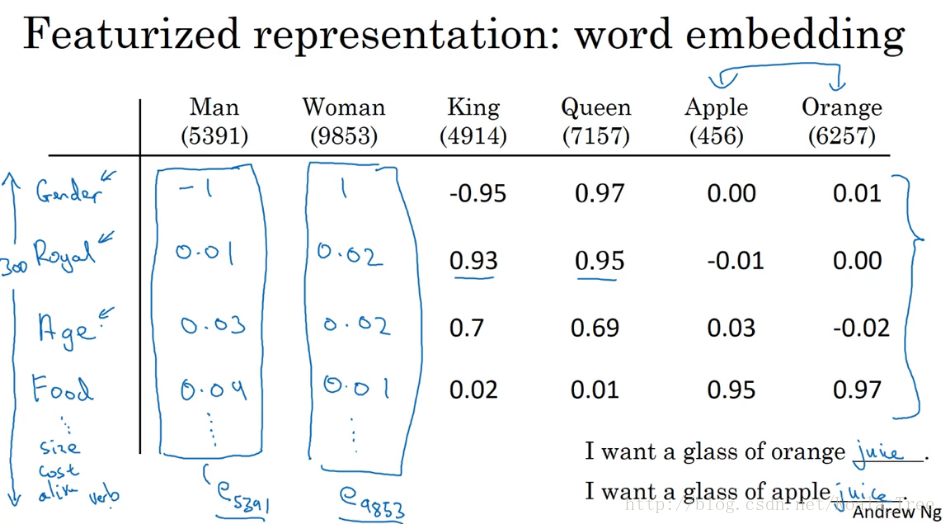 Featurized representation: word embedding
Man Woman King Queen Apple Orange
(5391) (9853) (4914) (7157) (456) (6257)
Gender -1 1 -0.95 0.97 0.00 0.01
300 Royal 0.01 0.02 0.93 0.95 -0.01 0.00
Age 0.03 0.02 0.7 0.69 0.03 -0.02
Food 0.04 0.01 0.02 0.01 0.95 0.97
size
cost
alive verb
e5391 e9853
I want a glass of orange juice.
I want a glass of apple juice.
Andrew Ng